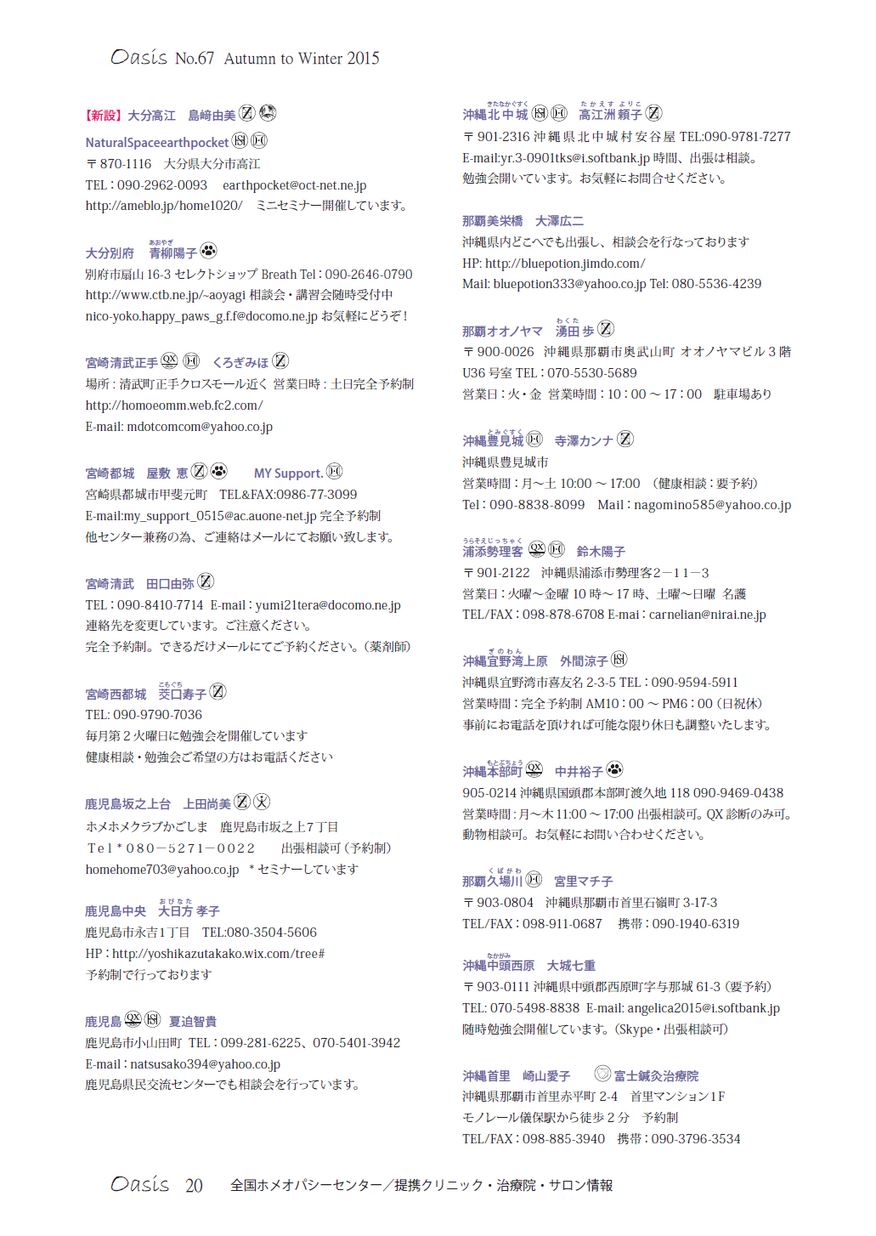 Oasis No.67 Autumn to Winter 2015
【新設】大分高江 島﨑由美
NaturalSpaceearthpocket
〒870-1116 大分県大分市高江
TEL：090-2962-0093 earthpocket@oct-net.ne.jp
http://ameblo.jp/home1020/ ミニセミナー開催しています。
あおやぎ
大分別府 青柳陽子
別府市扇山 16-3 セレクトショップ Breath Tel：090-2646-0790
http://www.ctb.ne.jp/~aoyagi 相談会・講習会随時受付中
nico-yoko.happy_paws_g.f.f@docomo.ne.jp お気軽にどうぞ！
宮崎清武正手 QX H くろぎみほ
場所：清武町正手クロスモール近く 営業日時：土日完全予約制
http://homoeomm.web.fc2.com/
E-mail: mdotcomcom@yahoo.co.jp
宮崎都城 屋敷 恵 MY Support.
宮崎県都城市甲斐元町 TEL&FAX:0986-77-3099
E-mail:my_support_0515@ac.auone-net.jp 完全予約制
他センター兼務の為、ご連絡はメールにてお願い致します。
宮崎清武 田口由弥
TEL：090-8410-7714 E-mail：yumi21tera@docomo.ne.jp
連絡先を変更しています。ご注意ください。
完全予約制。できるだけメールにてご予約ください。（薬剤師）
こもぐち
宮崎西都城 茭口寿子
TEL: 090-9790-7036
毎月第２火曜日に勉強会を開催しています
健康相談・勉強会ご希望の方はお電話ください
鹿児島坂之上台 上田尚美
ホメホメクラブかごしま 鹿児島市坂之上７丁目
Ｔｅｌ＊０８０－５２７１－００２２ 出張相談可（予約制）
homehome703@yahoo.co.jp ＊セミナーしています
おびなた
鹿児島中央 大日方 孝子
鹿児島市永吉１丁目 TEL:080-3504-5606
HP：http://yoshikazutakako.wix.com/tree#
予約制で行っております
鹿児島 QX 夏迫智貴
鹿児島市小山田町 TEL：099-281-6225、070-5401-3942
E-mail：natsusako394@yahoo.co.jp
鹿児島県民交流センターでも相談会を行っています。
きたなかぐすく たかえす よりこ
沖縄北中城 高江洲 頼子
〒901-2316 沖縄県北中城村安谷屋 TEL:090-9781-7277
E-mail:yr.3-0901tks@i.softbank.jp 時間、出張は相談。
勉強会開いています。お気軽にお問合せください。
那覇美栄橋 大澤広二
沖縄県内どこへでも出張し、相談会を行なっております
HP: http://bluepotion.jimdo.com/
Mail: bluepotion333@yahoo.co.jp Tel: 080-5536-4239
わくた
那覇オオノヤマ 湧田 歩
〒900-0026 沖縄県那覇市奥武山町 オオノヤマビル３階
U36 号室 TEL：070-5530-5689
営業日：火・金 営業時間：10：00 ～ 17：00 駐車場あり
とみぐすく
沖縄豊見城 寺澤カンナ
沖縄県豊見城市
営業時間：月～土 10:00 ～ 17:00 （健康相談：要予約）
Tel：090-8838-8099 Mail：nagomino585@yahoo.co.jp
うらそえじっちゃく
浦添勢理客 QX 鈴木陽子
〒901-2122 沖縄県浦添市勢理客２－１１－３
営業日：火曜～金曜 10 時～ 17 時、土曜～日曜 名護
TEL/FAX：098-878-6708 E-mai：carnelian@nirai.ne.jp
ぎのわん
沖縄宜野湾上原 外間涼子
沖縄県宜野湾市喜友名 2-3-5 TEL：090-9594-5911
営業時間：完全予約制 AM10：00 ～ PM6：00（日祝休）
事前にお電話を頂ければ可能な限り休日も調整いたします。
もとぶちょう
沖縄本部町 QX 中井裕子
905-0214 沖縄県国頭郡本部町渡久地 118 090-9469-0438
営業時間：月～木 11:00 ～ 17:00 出張相談可。QX 診断のみ可。
動物相談可。お気軽にお問い合わせください。
くばがわ
那覇久場川 宮里マチ子
〒903-0804 沖縄県那覇市首里石嶺町 3-17-3
TEL/FAX：098-911-0687 携帯：090-1940-6319
なかがみ
沖縄中頭西原 大城七重
〒903-0111 沖縄県中頭郡西原町字与那城 61-3（要予約）
TEL: 070-5498-8838 E-mail: angelica2015@i.softbank.jp
随時勉強会開催しています。（Skype・出張相談可）
沖縄首里 崎山愛子 富士鍼灸治療院
沖縄県那覇市首里赤平町 2-4 首里マンション１F
モノレール儀保駅から徒歩２分 予約制
TEL/FAX：098-885-3940 携帯：090-3796-3534
Oasis 20 全国ホメオパシーセンター／提携クリニック・治療院・サロン情報